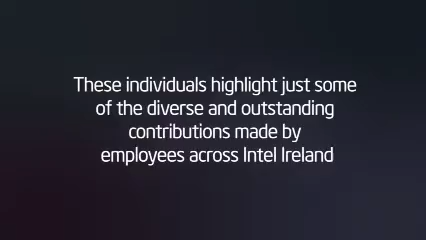 These individuals highlight just some
of the diverse and outstanding
contributions made by
employees across Intel Ireland